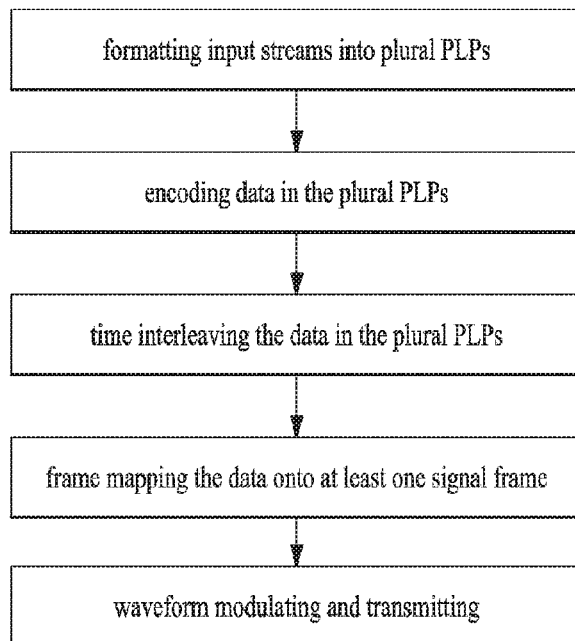 formatting input streams into plural PLPs
encoding data in the plural PLPs
time interleaving the data in the plural PLPs
frame mapping the data onto at least one signal frame
waveform modulating and transmitting